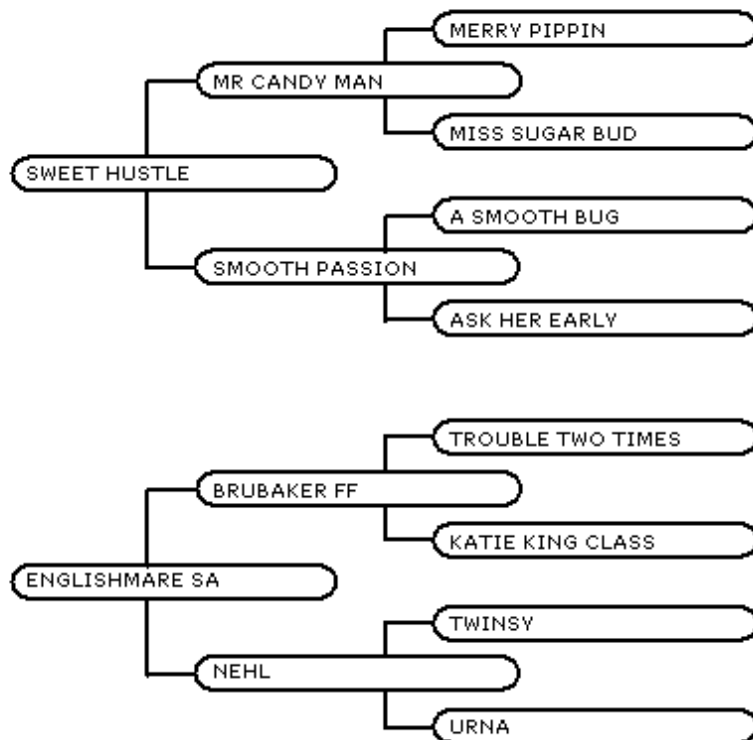 MERRY PIPPIN
MR CANDY MAN
MISS SUGAR BUD
SWEET HUSTLE
A SMOOTH BUG
SMOOTH PASSION
ASK HER EARLY
TROUBLE TWO TIMES
BRUBAKER FF
KATIE KING CLASS
ENGLISHMARE SA
TWINSY
NEHL
URNA